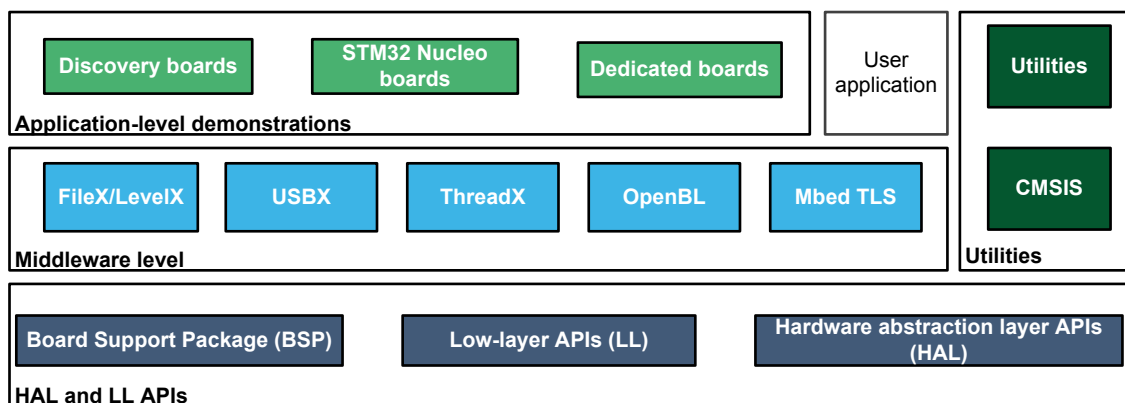 Discovery boards
STM32 Nucleo
boards
Dedicated boards
Application-level demonstrations
User
application
Utilities
FileX/LevelX
USBX
ThreadX
OpenBL
Mbed TLS
Middleware level
CMSIS
Utilities
Board Support Package (BSP)
Low-layer APIs (LL)
Hardware abstraction layer APIs
(HAL)
HAL and LL APIs